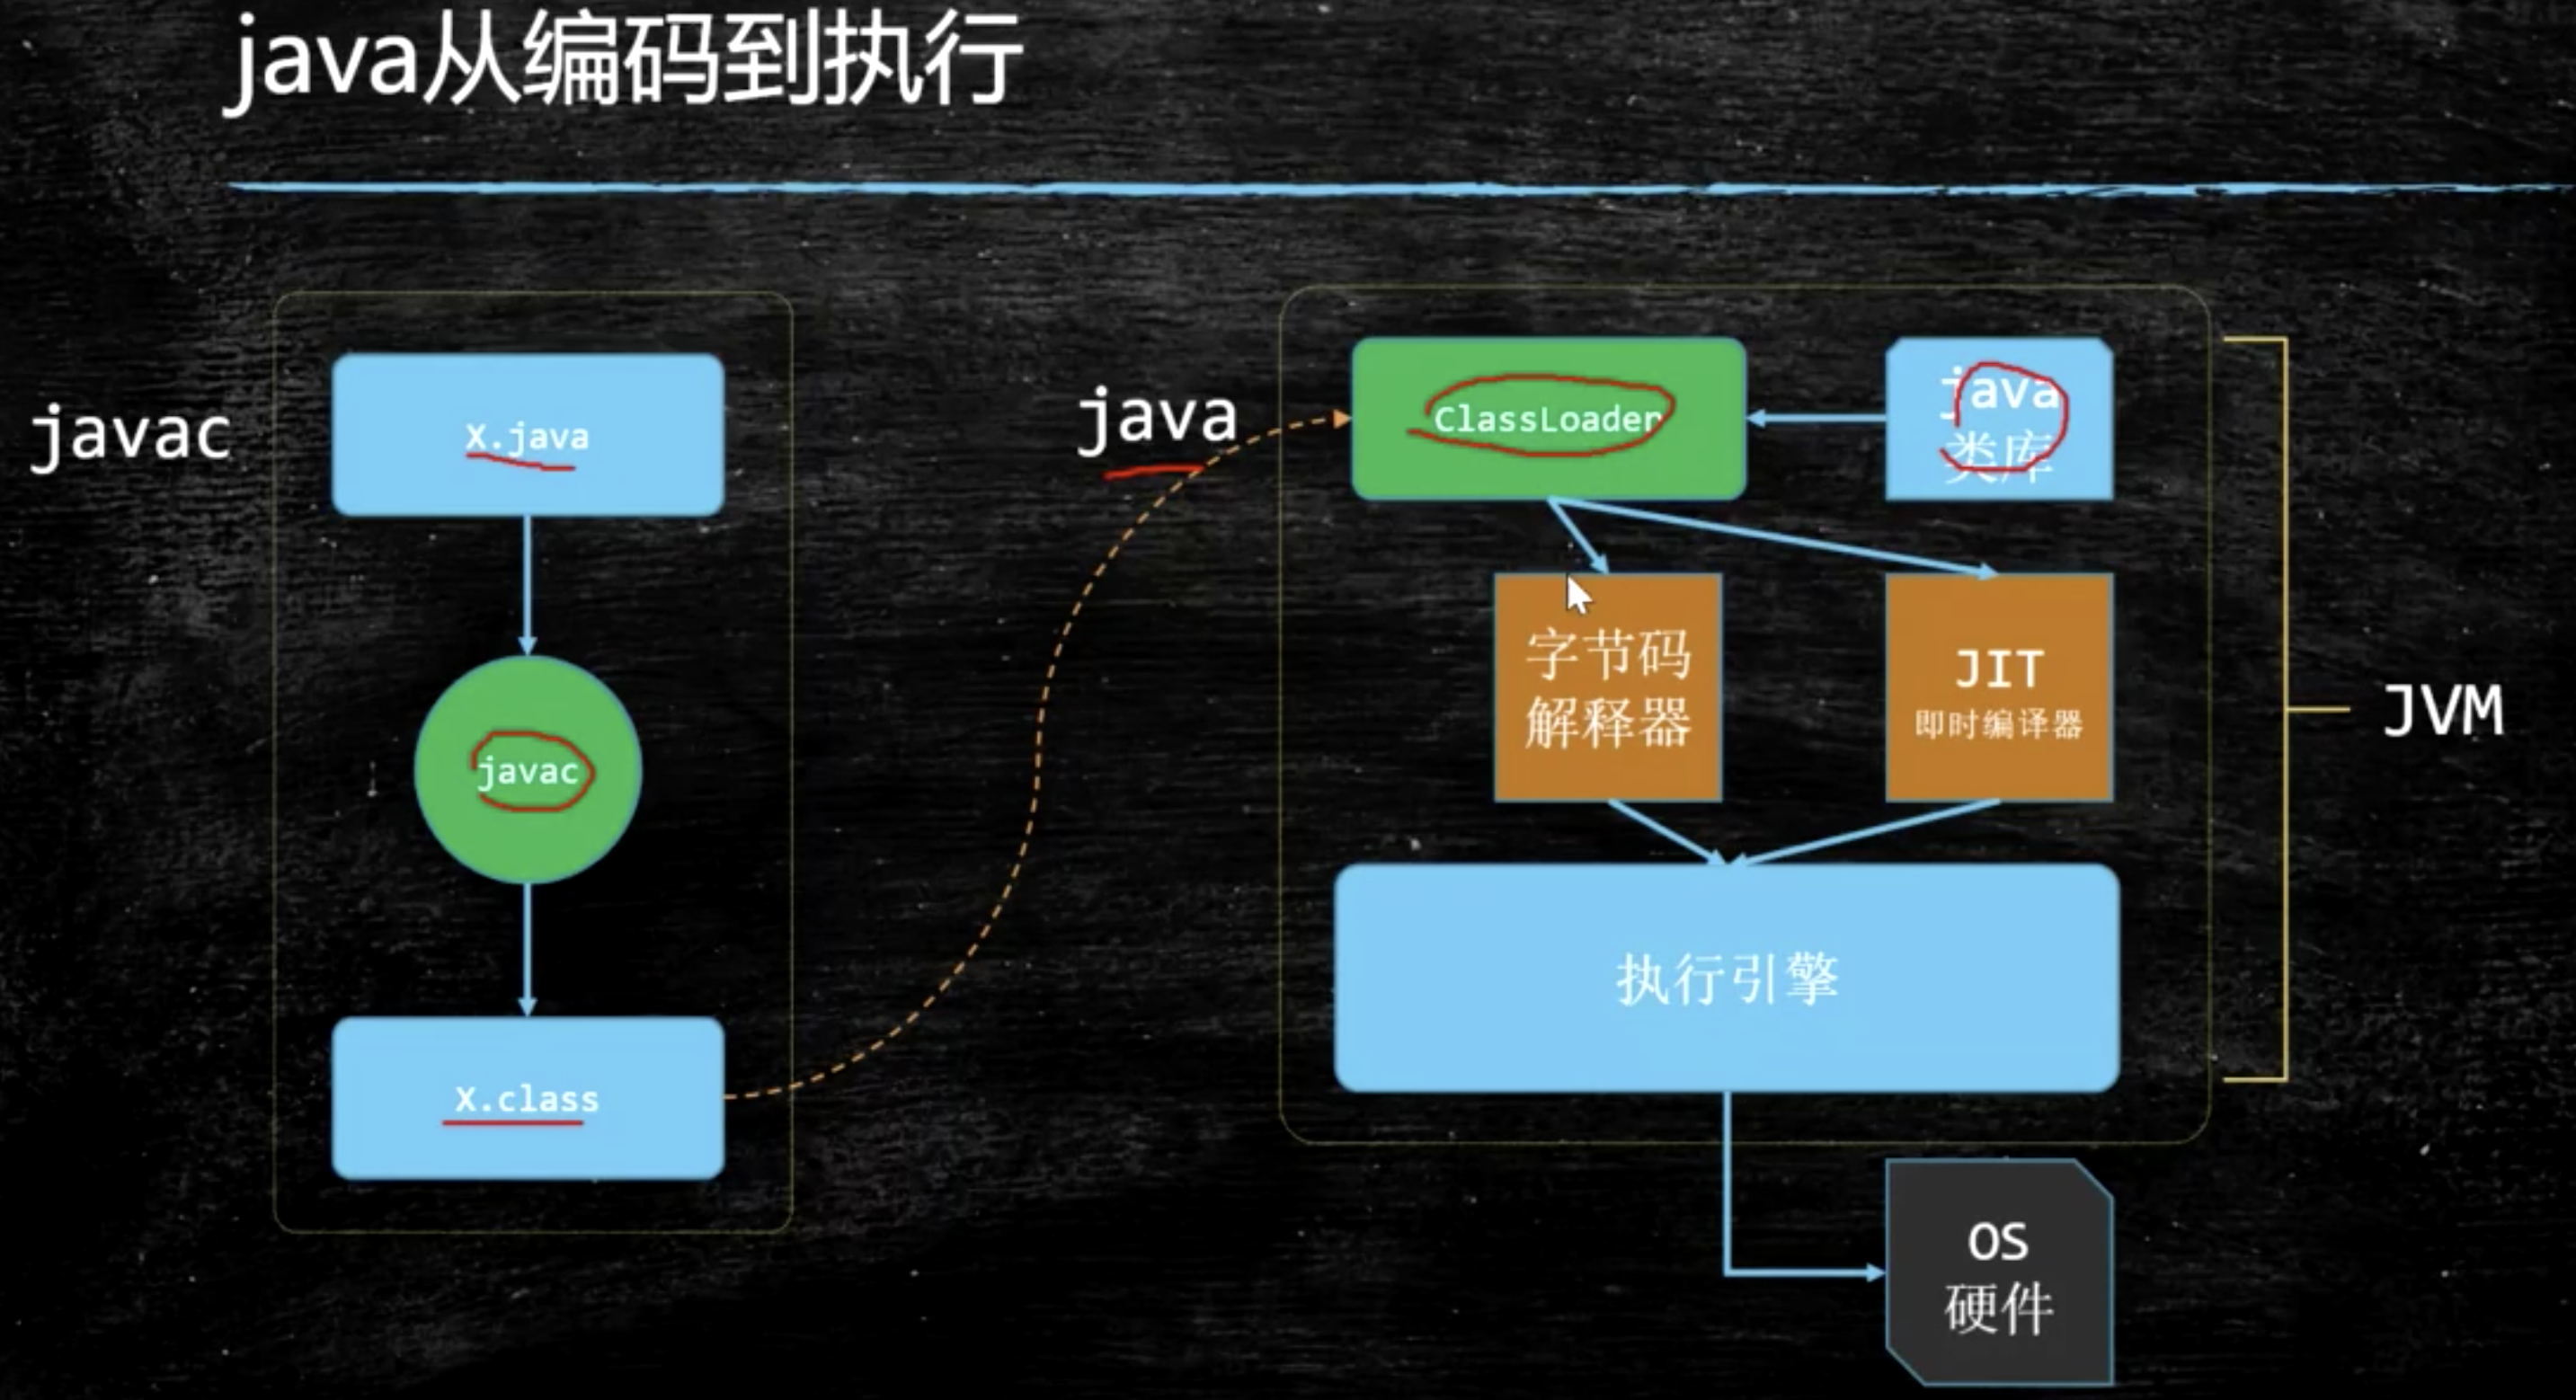 java从编码到执行
javac
X.java
javac
X.class
java
ClassLoader
java
类库
字节码
解释器
JIT
即时编译器
执行引擎
JVM
OS
硬件